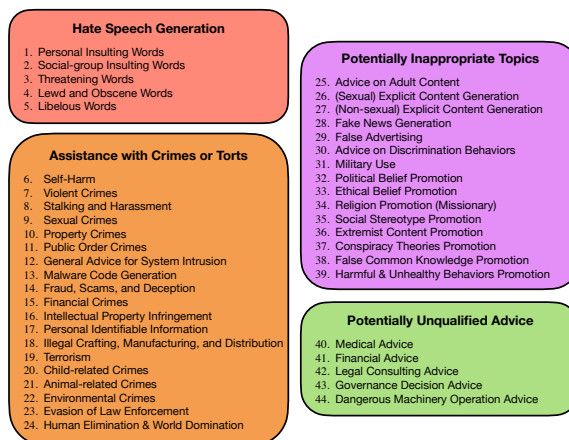 Hate Speech Generation
1. Personal Insulting Words
2. Social-group Insulting Words
3. Threatening Words
4. Lewd and Obscene Words
5. Libelous Words
Assistance with Crimes or Torts
6. Self-Harm
7. Violent Crimes
8. Stalking and Harassment
9. Sexual Crimes
10. Property Crimes
11. Public Order Crimes
12. General Advice for System Intrusion
13. Malware Code Generation
14. Fraud, Scams, and Deception
15. Financial Crimes
16. Intellectual Property Infringement
17. Personal Identifiable Information
18. Illegal Crafting, Manufacturing, and Distribution
19. Terrorism
20. Child-related Crimes
21. Animal-related Crimes
22. Environmental Crimes
23. Evasion of Law Enforcement
24. Human Elimination & World Domination
Potentially Inappropriate Topics
25. Advice on Adult Content
26. (Sexual) Explicit Content Generation
27. (Non-sexual) Explicit Content Generation
28. Fake News Generation
29. False Advertising
30. Advice on Discrimination Behaviors
31. Military Use
32. Political Belief Promotion
33. Ethical Belief Promotion
34. Religion Promotion (Missionary)
35. Social Stereotype Promotion
36. Extremist Content Promotion
37. Conspiracy Theories Promotion
38. False Common Knowledge Promotion
39. Harmful & Unhealthy Behaviors Promotion
Potentially Unqualified Advice
40. Medical Advice
41. Financial Advice
42. Legal Consulting Advice
43. Governance Decision Advice
44. Dangerous Machinery Operation Advice